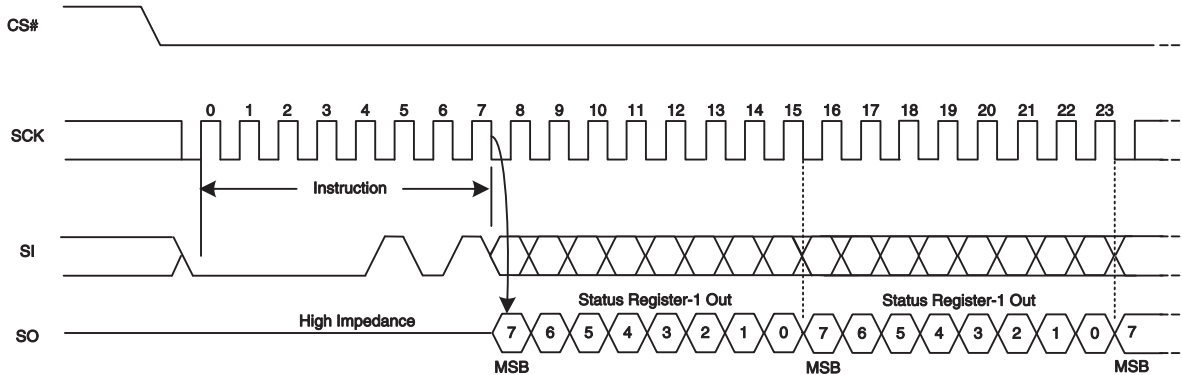 CS#
0 1 2 3 4 5 6 7 8 9 10 11 12 13 14 15 16 17 18 19 20 21 22 23
SCK
Instruction
SI
Status Register-1 Out Status Register-1 Out
High Impedance
SO 7 6 5 4 3 2 1 0 7 6 5 4 3 2 1 0 7
MSB MSB MSB